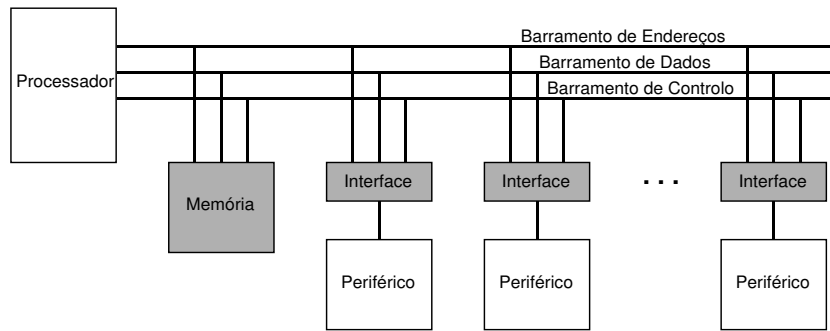 Barramento de Endereços
Barramento de Dados
Processador
Barramento de Controlo
Memória
Interface
Interface
. . .
Interface
Periférico
Periférico
Periférico